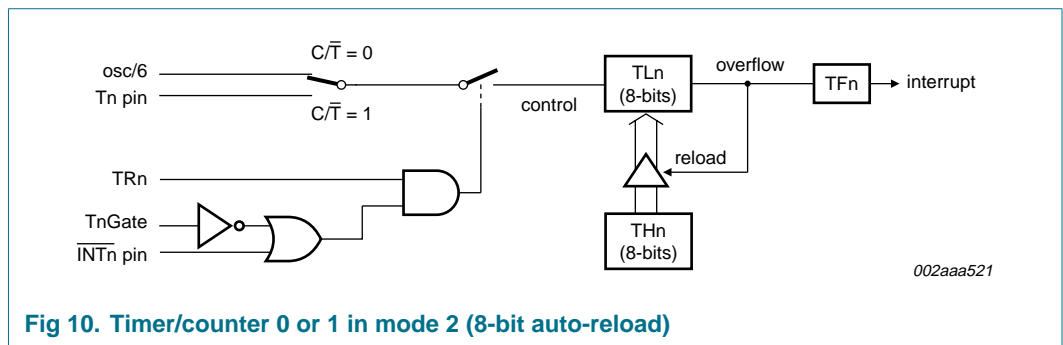 C/T̅ = 0
osc/6
Tn pin
C/T̅ = 1
control
TLn
(8-bits)
overflow
TFn
interrupt
reload
TRn
TnGate
I̅N̅T̅n̅ pin
THn
(8-bits)
002aaa521
Fig 10. Timer/counter 0 or 1 in mode 2 (8-bit auto-reload)